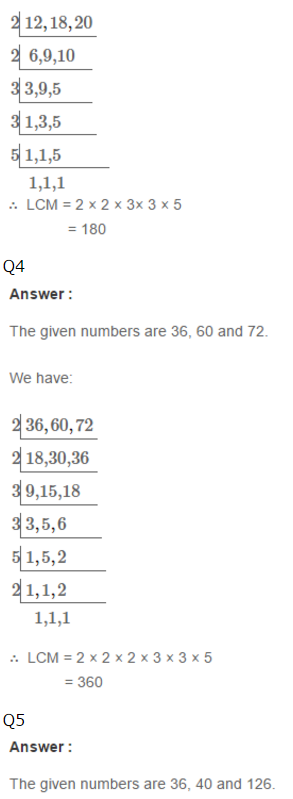 2 12, 18, 20
2 6,9,10
3 3,9,5
3 1,3,5
5 1,1,5
1,1,1
∴ LCM = 2 × 2 × 3× 3 × 5
= 180
Q4
Answer :
The given numbers are 36, 60 and 72.
We have:
2 36, 60, 72
2 18,30,36
3 9,15,18
3 3,5,6
5 1,5,2
2 1,1,2
1,1,1
∴ LCM = 2 × 2 × 2 × 3 × 3 × 5
= 360
Q5
Answer :
The given numbers are 36, 40 and 126.